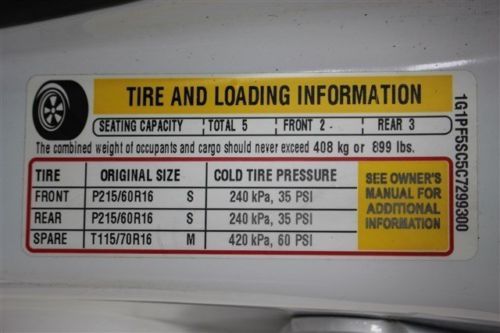 TIRE AND LOADING INFORMATION
SEATING CAPACITY TOTAL 5 FRONT 2 REAR 3
The combined weight of occupants and cargo should never exceed 408 kg or 899 lbs.
TIRE ORIGINAL SIZE COLD TIRE PRESSURE
FRONT P215/60R16 S 240 kPa, 35 PSI
REAR P215/60R16 S 240 kPa, 35 PSI
SPARE T115/70R16 M 420 kPa, 60 PSI
SEE OWNER'S
MANUAL FOR
ADDITIONAL
INFORMATION
1G1PF5SC5C7299300